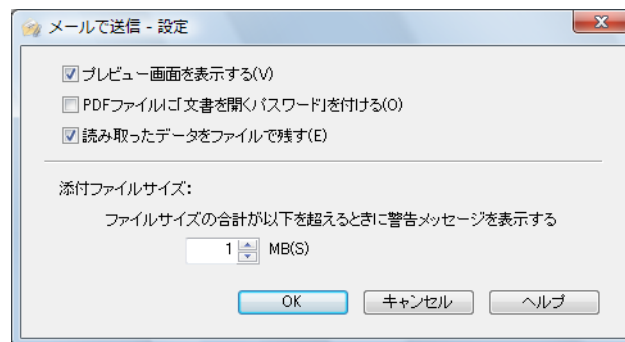 メールで送信 - 設定
プレビュー画面を表示する(V)
PDFファイルに「文書を開くパスワード」を付ける(O)
読み取ったデータをファイルで残す(E)
添付ファイルサイズ:
ファイルサイズの合計が以下を超えるときに警告メッセージを表示する
1 MB(S)
OK キャンセル ヘルプ